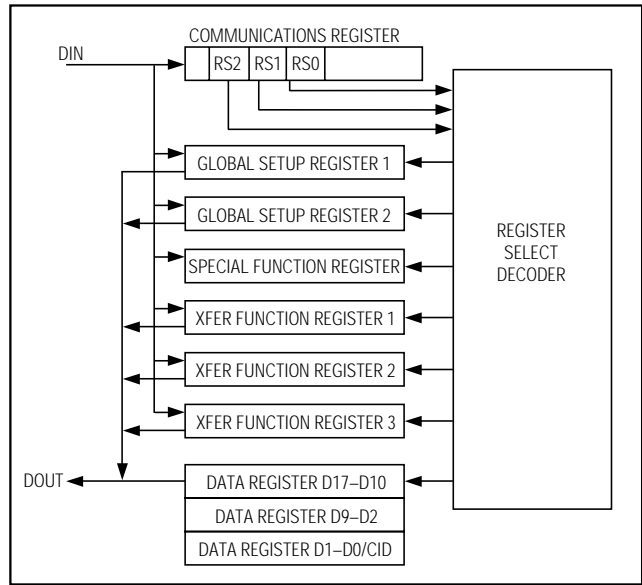 COMMUNICATIONS REGISTER
DIN
RS2 RS1 RS0
GLOBAL SETUP REGISTER 1
GLOBAL SETUP REGISTER 2
REGISTER
SELECT
DECODER
SPECIAL FUNCTION REGISTER
XFER FUNCTION REGISTER 1
XFER FUNCTION REGISTER 2
XFER FUNCTION REGISTER 3
DOUT
DATA REGISTER D17–D10
DATA REGISTER D9–D2
DATA REGISTER D1–D0/CID